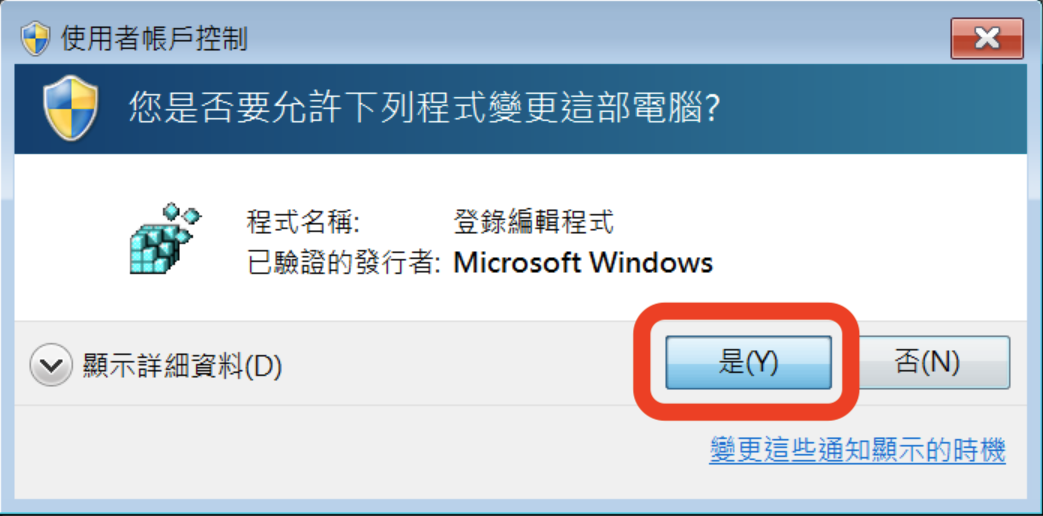 使用者帳戶控制
您是否要允許下列程式變更這部電腦?
程式名稱: 登錄編輯程式
已驗證的發行者: Microsoft Windows
顯示詳細資料(D)
是(Y)
否(N)
變更這些通知顯示的時機